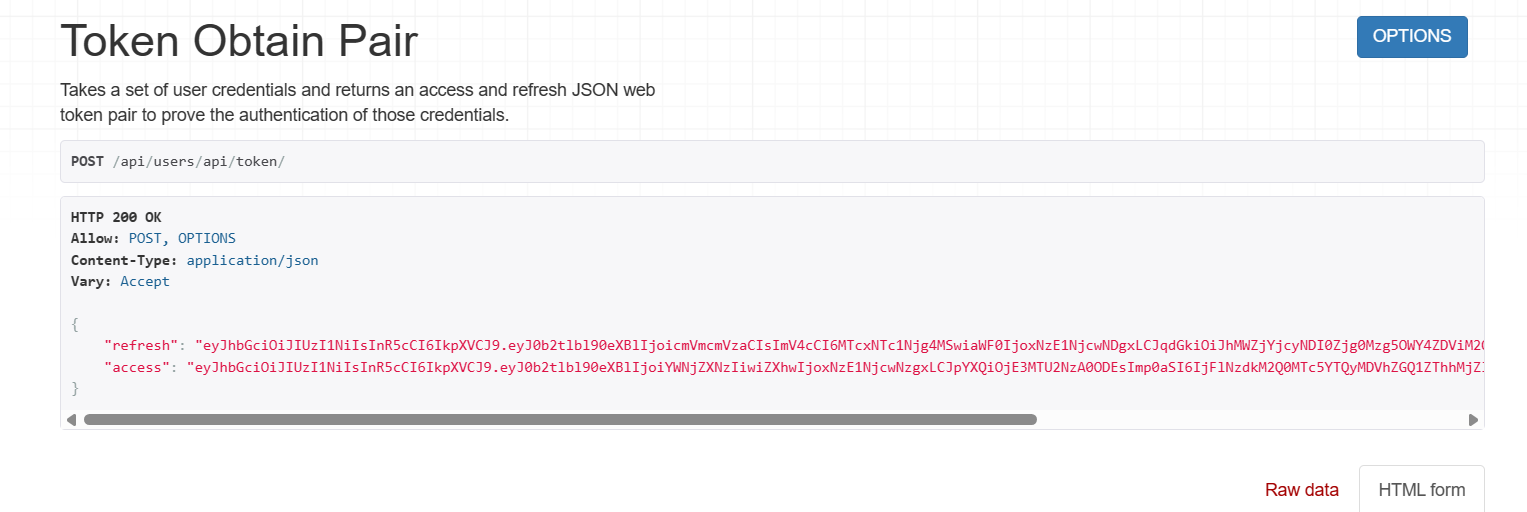 Token Obtain Pair
OPTIONS
Takes a set of user credentials and returns an access and refresh JSON web
token pair to prove the authentication of those credentials.
POST /api/users/api/token/
HTTP 200 OK
Allow: POST, OPTIONS
Content-Type: application/json
Vary: Accept
{
"refresh": "eyJhbGciOiJIUzI1NiIsInR5cCI6IkpXVCJ9.eyJ0b2tlbl90eXBlIjoicmVmcmVzaCIsImV4cCI6MTcxNTc1Njg4MSwiaWF0IjoxNzE1NjcwNDgxLCJqdGkiOiJhMWZjYjcyNDI0Zjg0Mzg5OWY4ZDViM2
"access": "eyJhbGciOiJIUzI1NiIsInR5cCI6IkpXVCJ9.eyJ0b2tlbl90eXBlIjoiYWNjZXNzIiwiZXhwIjoxNzE1NjcwNzgxLCJpYXQiOjE3MTU2NzA0ODEsImp0aSI6IjFlNzdkM2Q0MTc5YTQyMDVhZGQ1ZThhMjZ
}
Raw data
HTML form